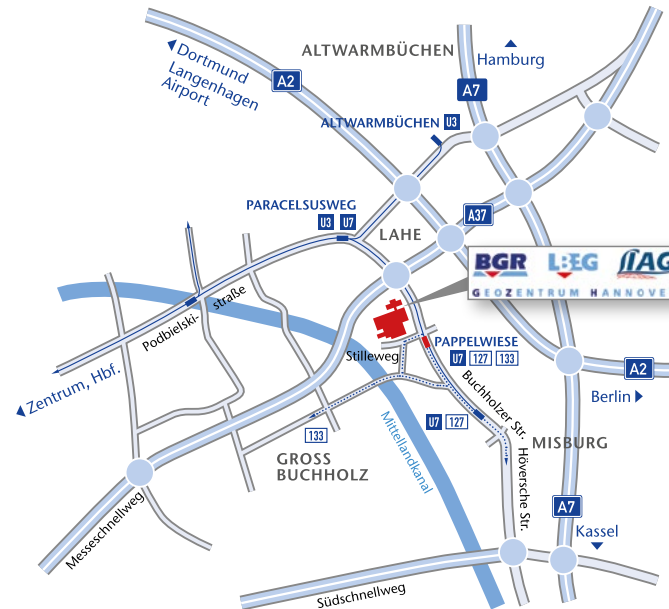 ALTWARMBÜCHEN
Hamburg
Dortmund
Langenhagen
Airport
A2
A7
ALTWARMBÜCHEN U3
PARACELSUSWEG
U3 U7
LAHE
A37
BGR LBEG LIAG
GEOZENTRUM HANNOVE
Podbielski-
straße
Stilleweg
PAPPELWIESE
U7 127 133
Zentrum, Hbf.
A2
Berlin
Buchholzer Str.
U7 127
133
GROSS
BUCHHOLZ
Mittellandkanal
MISBURG
Höversche Str.
Messeschnellweg
A7
Kassel
Südschnellweg